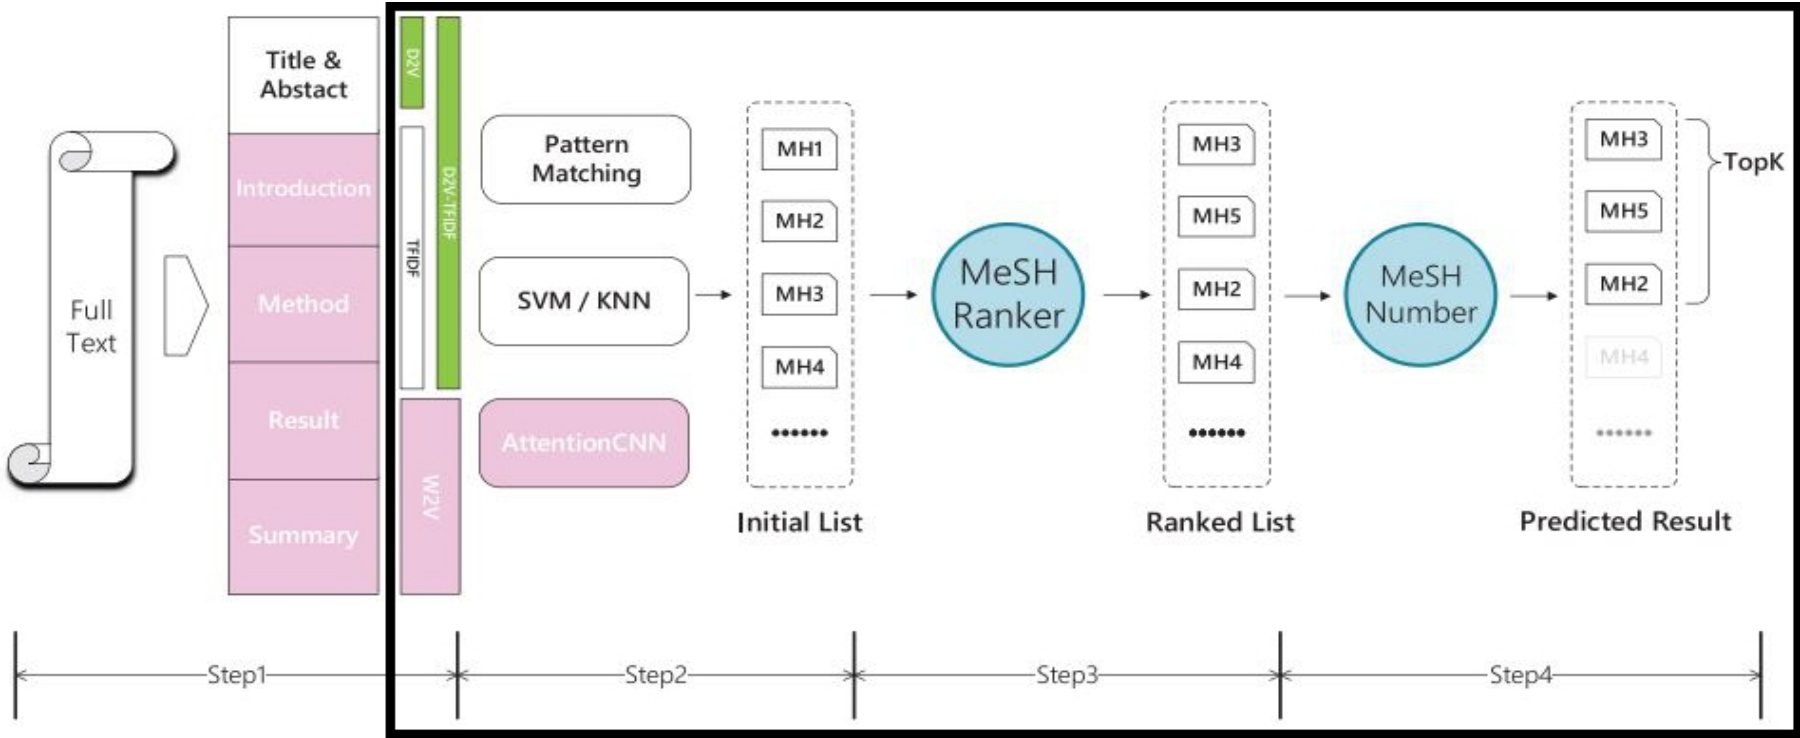 Full
Text
Title &
Abstact
Introduction
Method
Result
Summary
D2V
TFIDF
D2V-TFIDF
W2V
Pattern
Matching
SVM / KNN
AttentionCNN
MH1
MH2
MH3
MH4
••••••
Initial List
MeSH
Ranker
MH3
MH5
MH2
MH4
••••••
Ranked List
MeSH
Number
MH3
MH5
MH2
MH4
••••••
TopK
Predicted Result
Step1
Step2
Step3
Step4